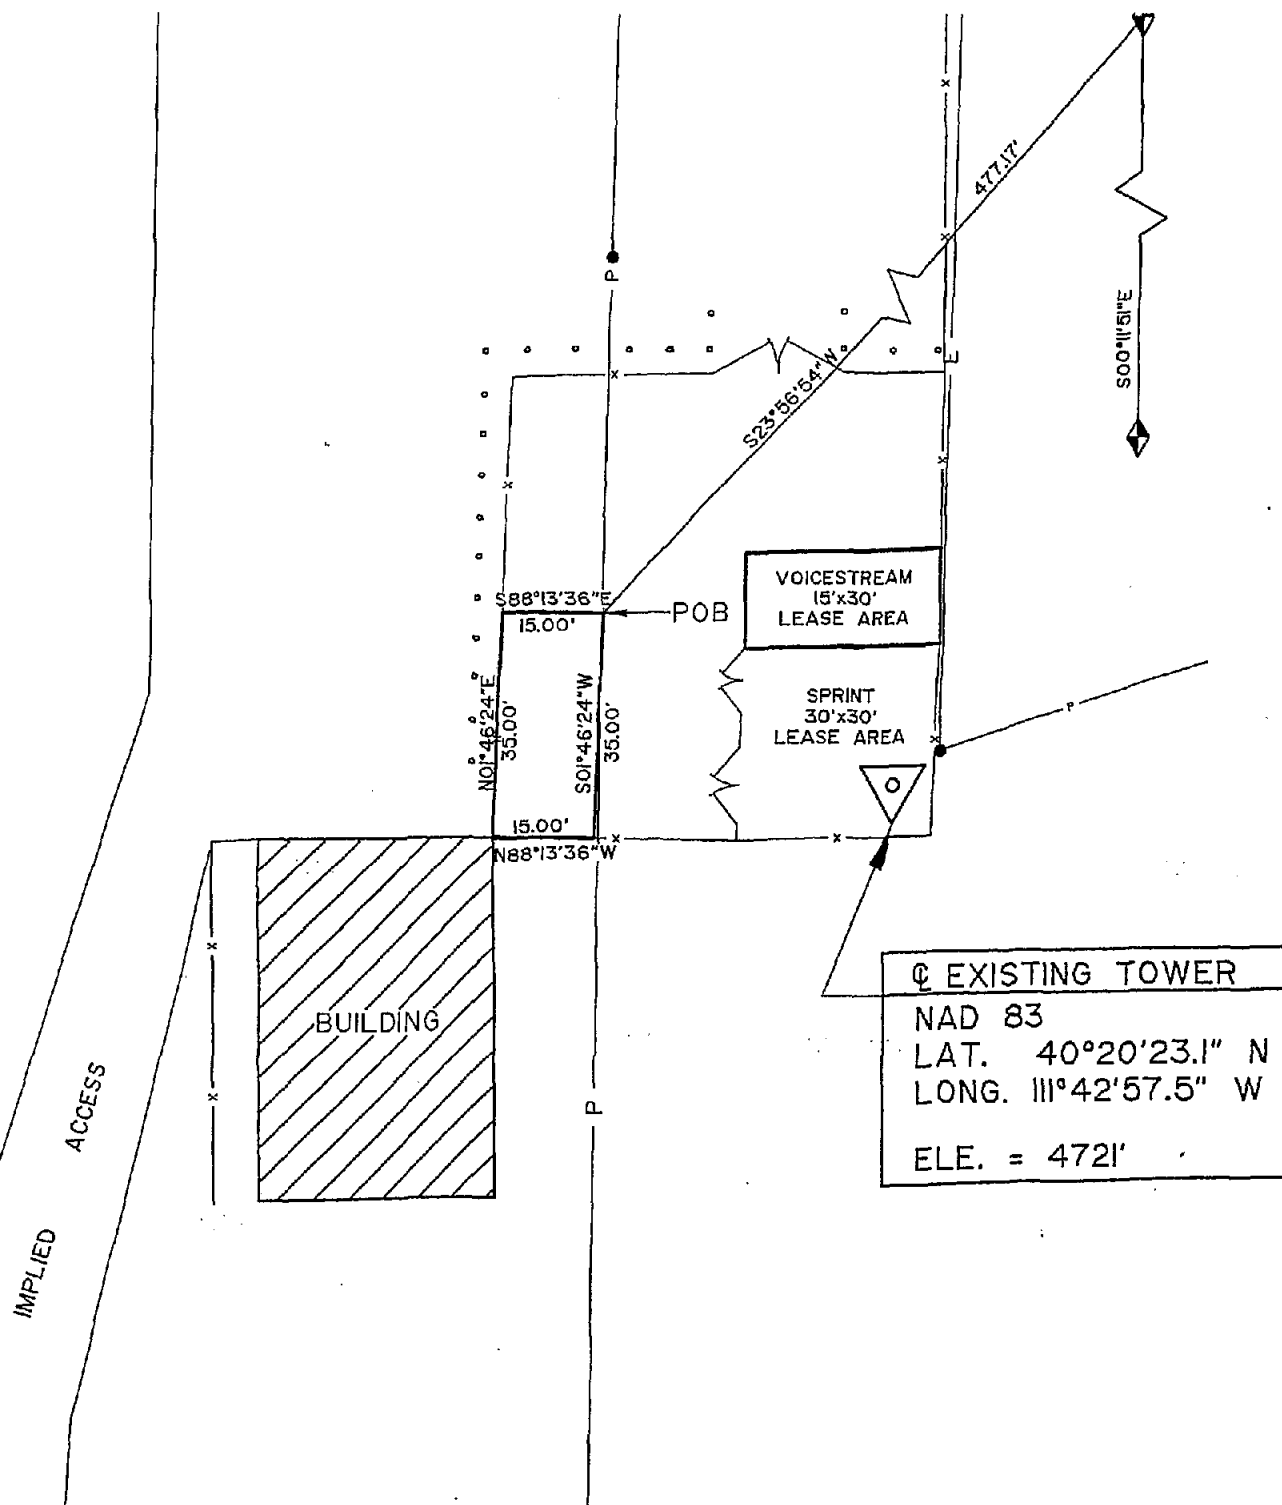 477.17'
P
S00°11'51"E
E
S23°56'54"W
VOICESTREAM
15'x30'
LEASE AREA
S88°13'36"E
15.00'
POB
N01°46'24"E
35.00'
S01°46'24"W
35.00'
SPRINT
30'x30'
LEASE AREA
P
15.00'
N88°13'36"W
℄ EXISTING TOWER
NAD 83
LAT. 40°20'23.1" N
LONG. 111°42'57.5" W
ELE. = 4721'
BUILDING
P
ACCESS
IMPLIED